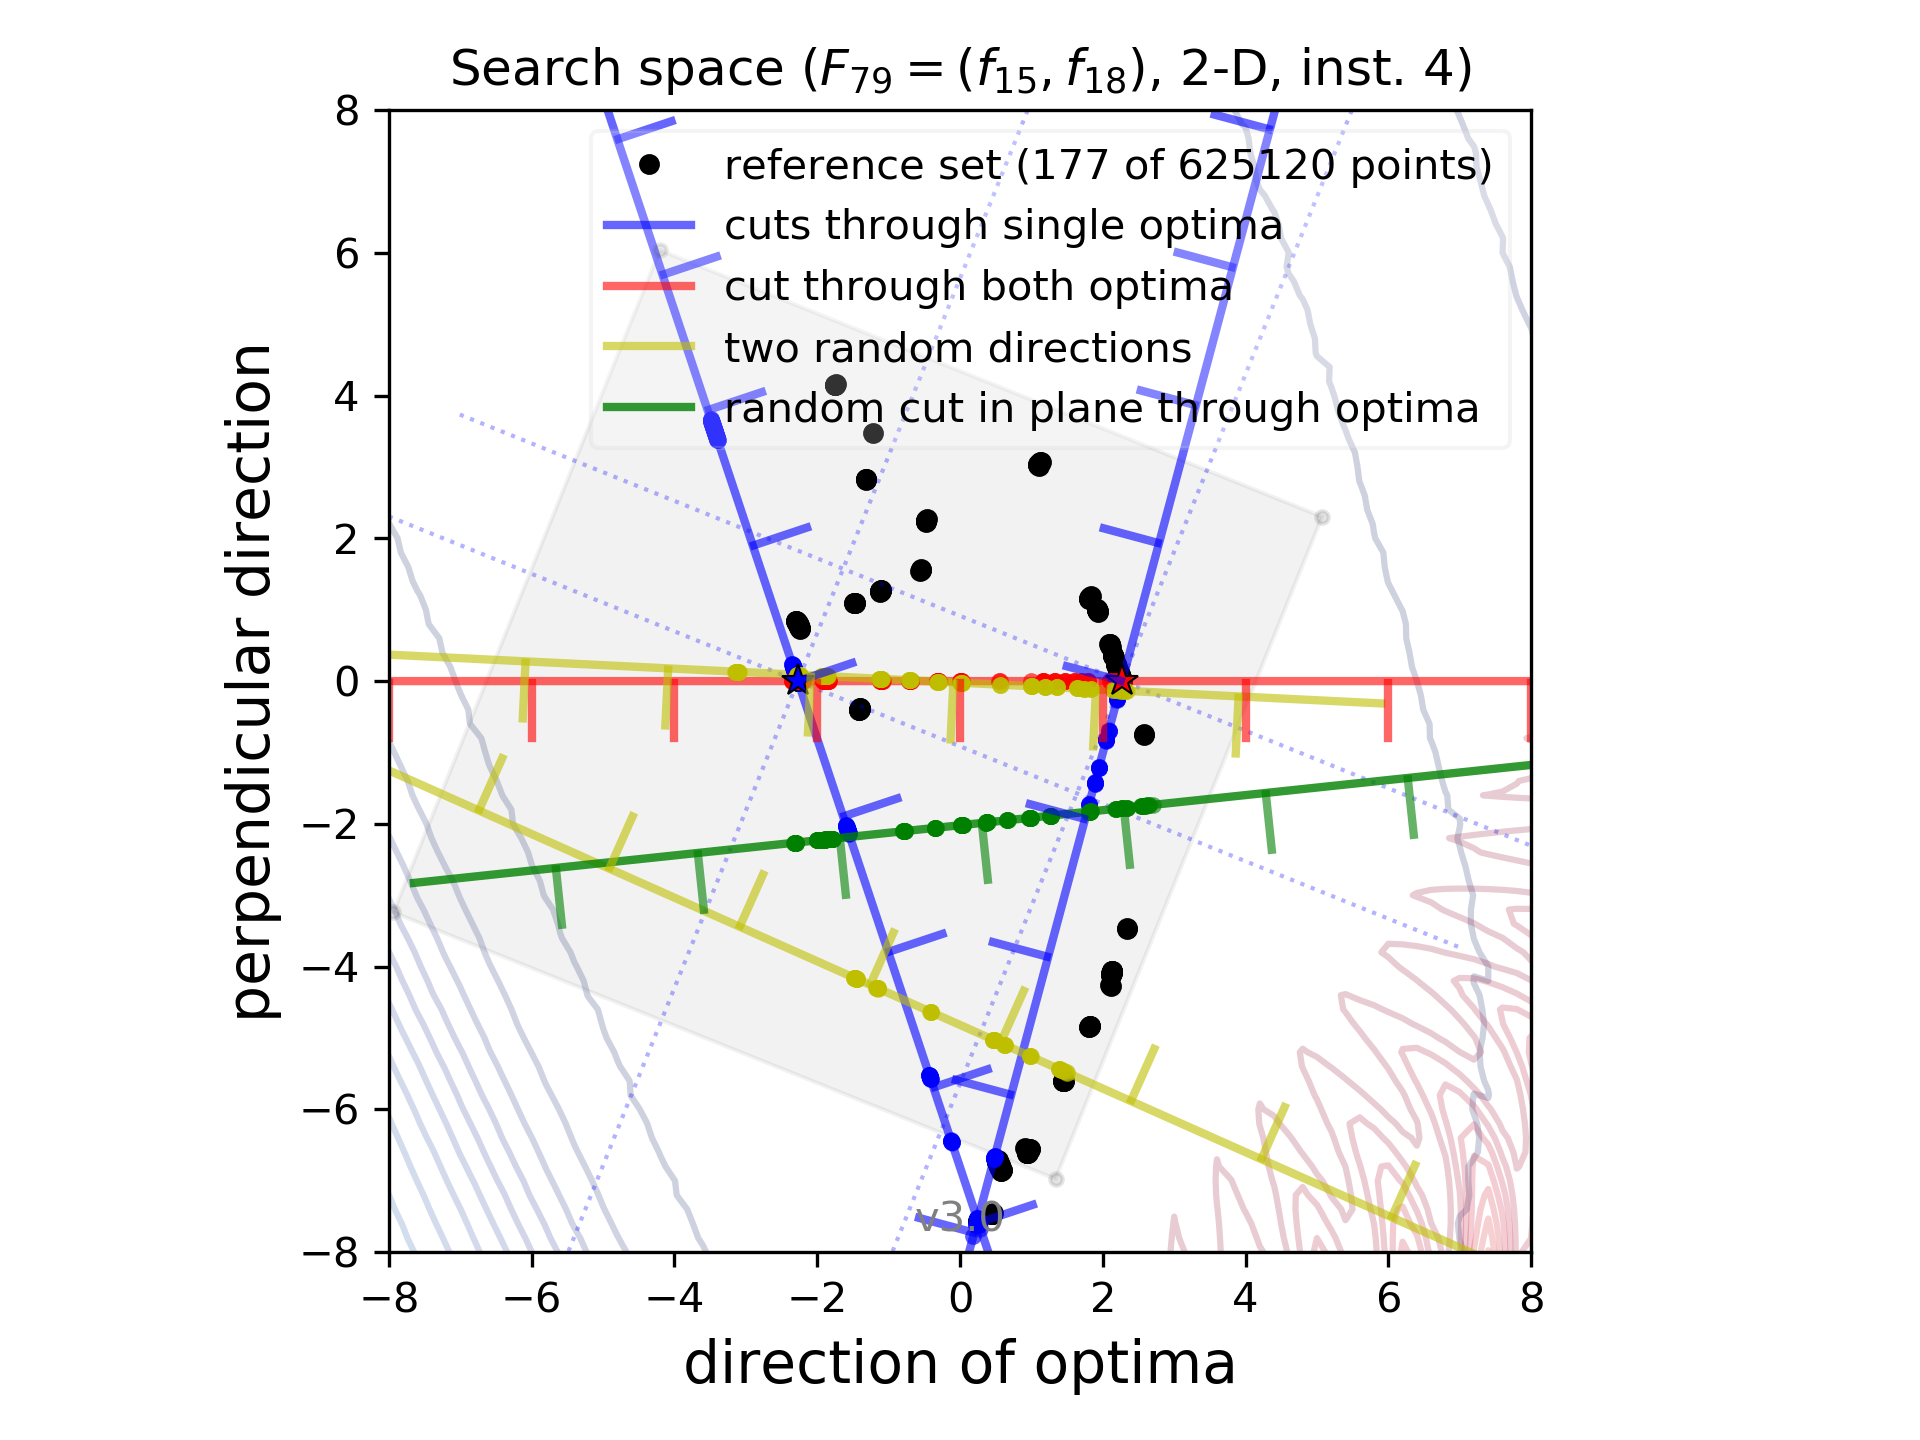 Search space (F₇₉ = (f₁₅, f₁₈), 2-D, inst. 4)
reference set (177 of 625120 points)
cuts through single optima
cut through both optima
two random directions
random cut in plane through optima
perpendicular direction
8
6
4
2
0
−2
−4
−6
−8
v3.0
−8 −6 −4 −2 0 2 4 6 8
direction of optima